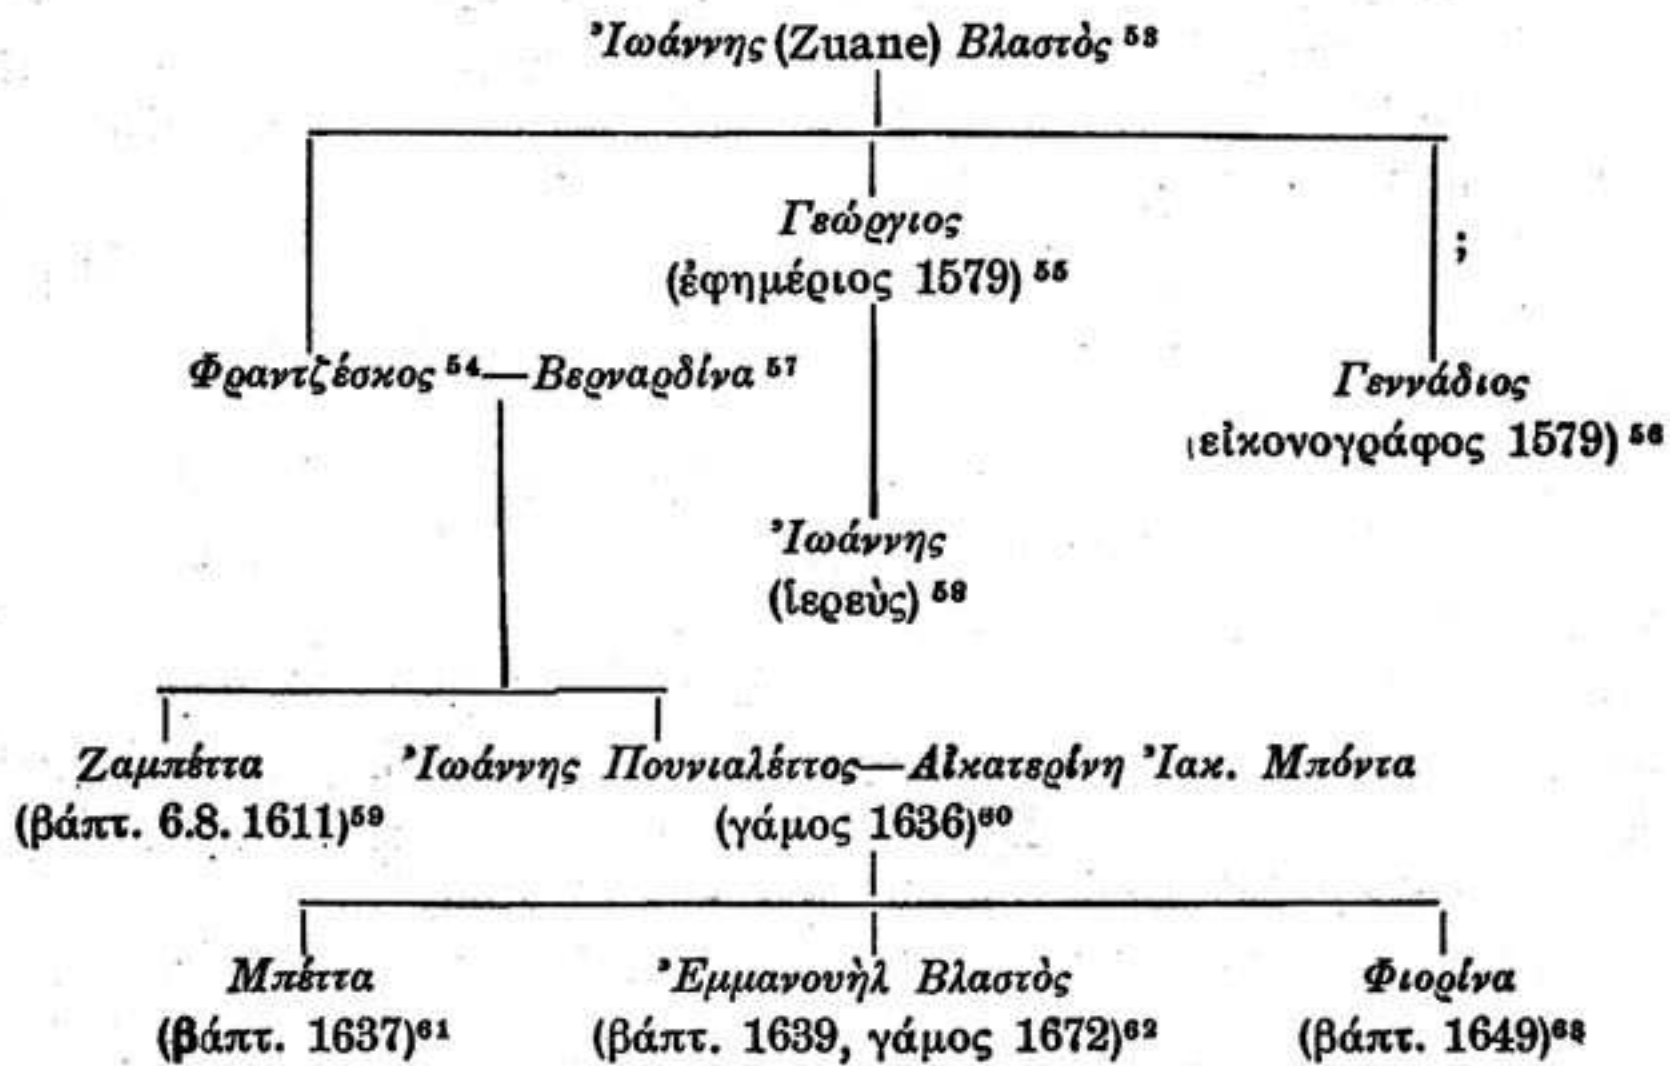 Ἰωάννης (Zuane) Βλαστὸς ⁵³
Γεώργιος
(ἐφημέριος 1579) ⁵⁵
;
Φραντζέσκος ⁵⁴—Βερναρδίνα ⁵⁷
Γεννάδιος
(εἰκονογράφος 1579) ⁵⁶
Ἰωάννης
(ἱερεὺς) ⁵⁸
Ζαμπέττα
Ἰωάννης Πουνιαλέττος—Αἰκατερίνη Ἰακ. Μπόντα
(βάπτ. 6.8.1611)⁵⁹
(γάμος 1636)⁶⁰
Μπέττα
Ἐμμανουὴλ Βλαστὸς
Φιορίνα
(βάπτ. 1637)⁶¹
(βάπτ. 1639, γάμος 1672)⁶²
(βάπτ. 1649)⁶³